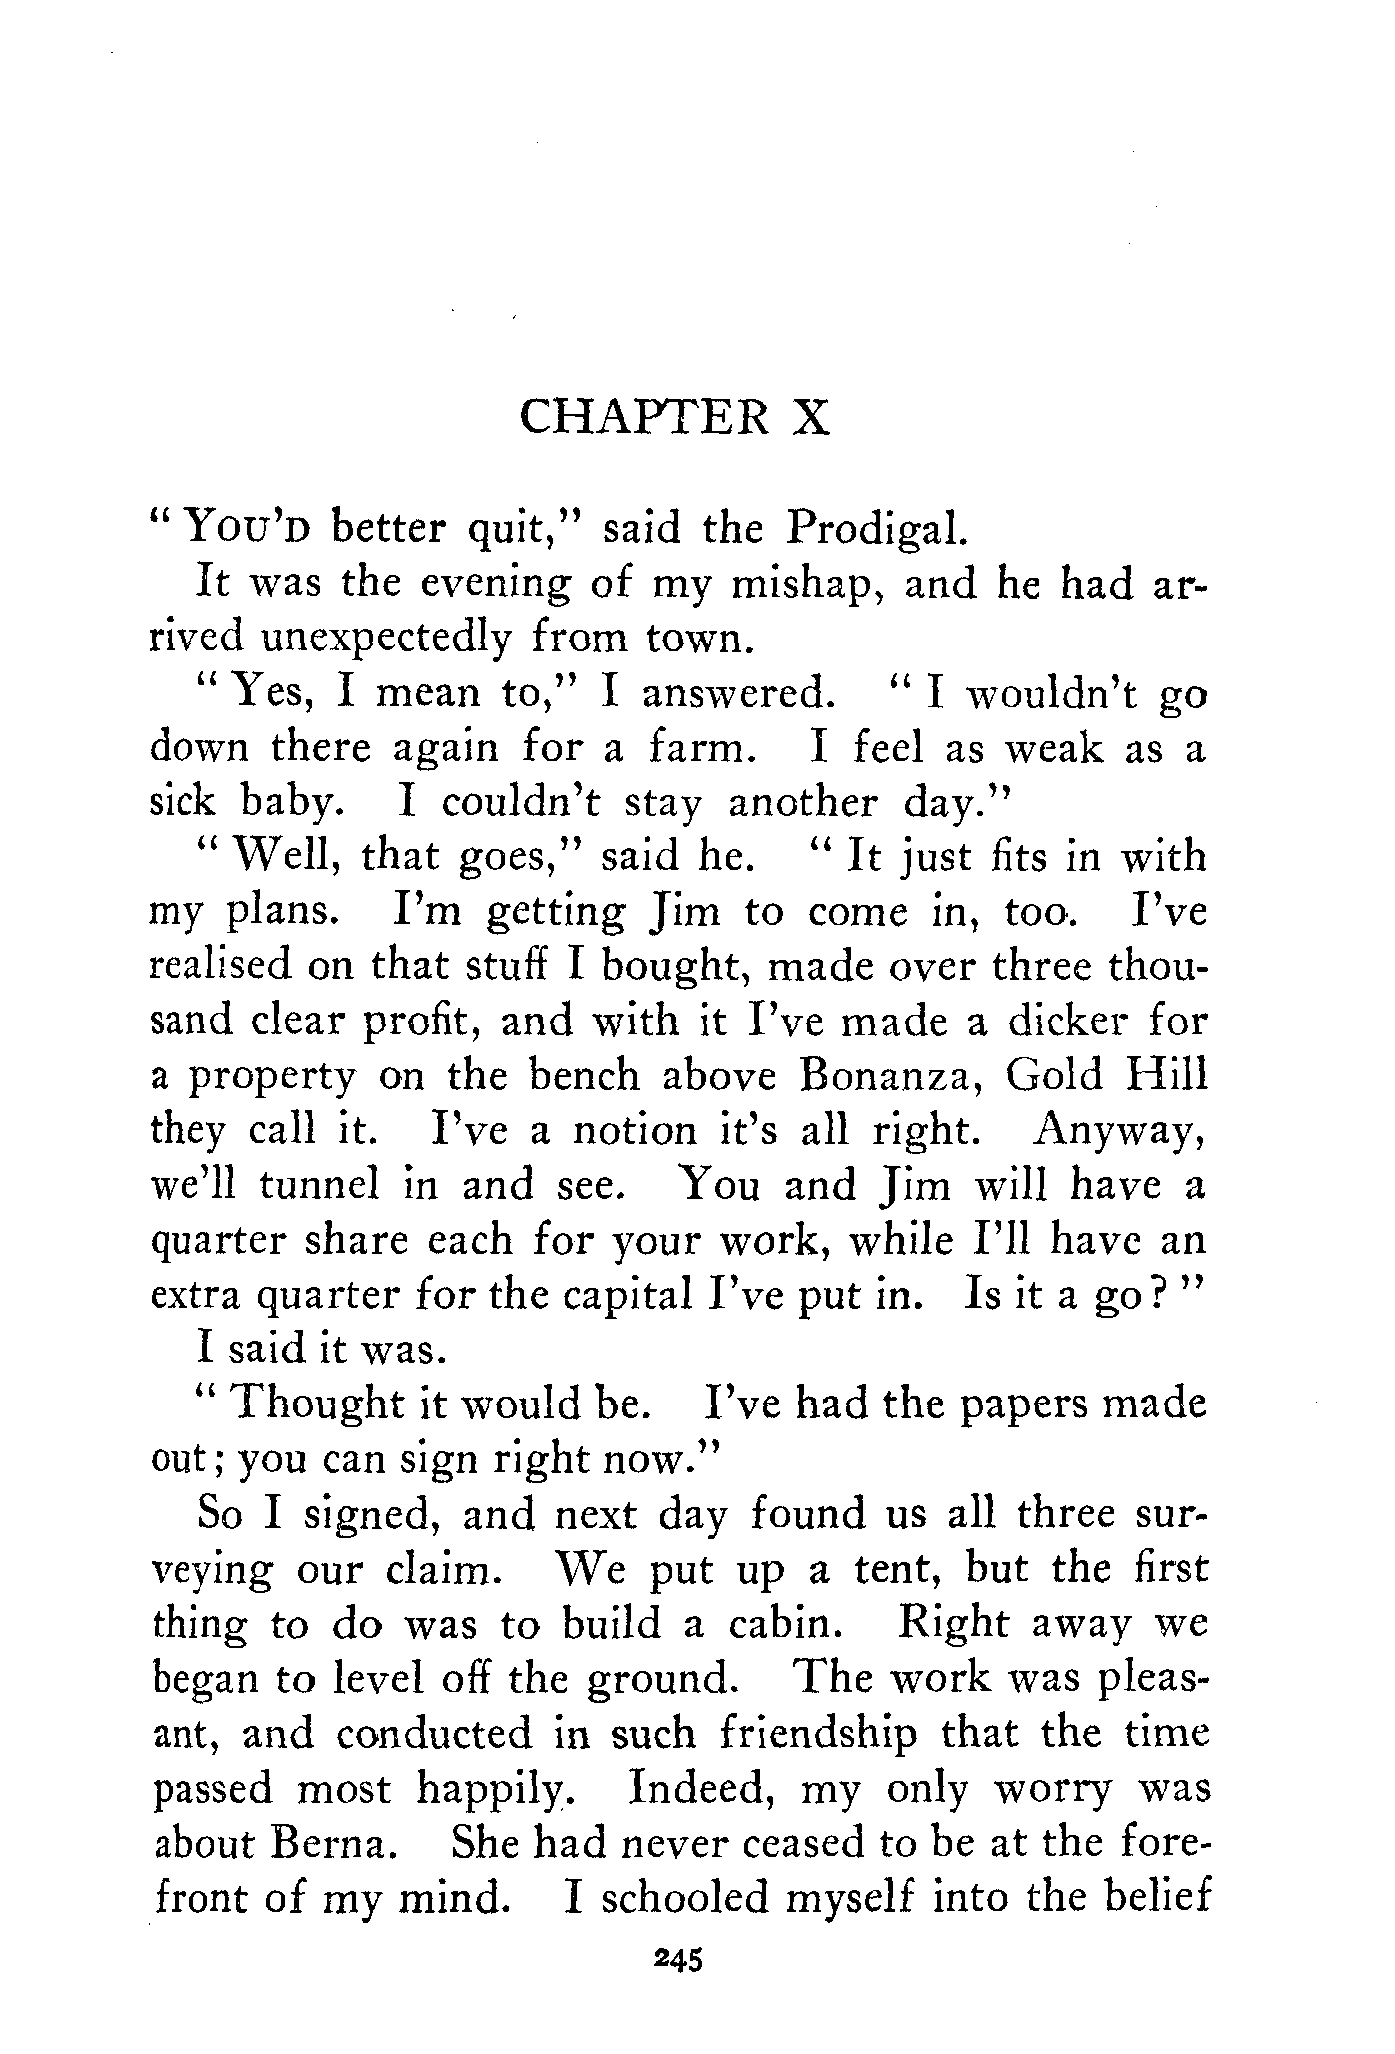 CHAPTER X
“ YOU’D better quit,” said the Prodigal.
It was the evening of my mishap, and he had ar-
rived unexpectedly from town.
“ Yes, I mean to,” I answered. “ I wouldn’t go
down there again for a farm. I feel as weak as a
sick baby. I couldn’t stay another day.”
“ Well, that goes,” said he. “ It just fits in with
my plans. I’m getting Jim to come in, too. I’ve
realised on that stuff I bought, made over three thou-
sand clear profit, and with it I’ve made a dicker for
a property on the bench above Bonanza, Gold Hill
they call it. I’ve a notion it’s all right. Anyway,
we’ll tunnel in and see. You and Jim will have a
quarter share each for your work, while I’ll have an
extra quarter for the capital I’ve put in. Is it a go? ”
I said it was.
“ Thought it would be. I’ve had the papers made
out; you can sign right now.”
So I signed, and next day found us all three sur-
veying our claim. We put up a tent, but the first
thing to do was to build a cabin. Right away we
began to level off the ground. The work was pleas-
ant, and conducted in such friendship that the time
passed most happily. Indeed, my only worry was
about Berna. She had never ceased to be at the fore-
front of my mind. I schooled myself into the belief
245